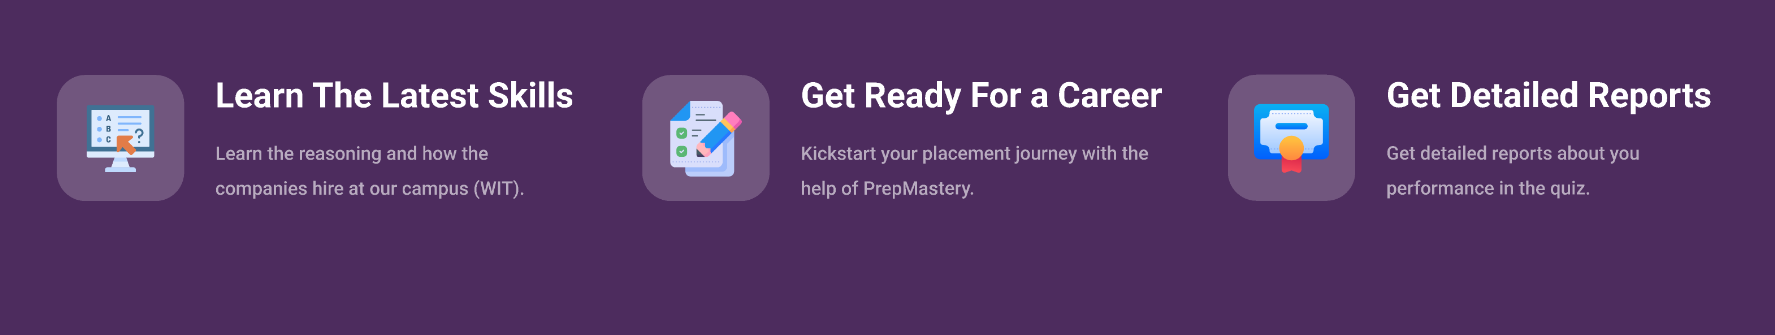 Learn The Latest Skills
Learn the reasoning and how the
companies hire at our campus (WIT).
Get Ready For a Career
Kickstart your placement journey with the
help of PrepMastery.
Get Detailed Reports
Get detailed reports about you
performance in the quiz.
A
B
C
?